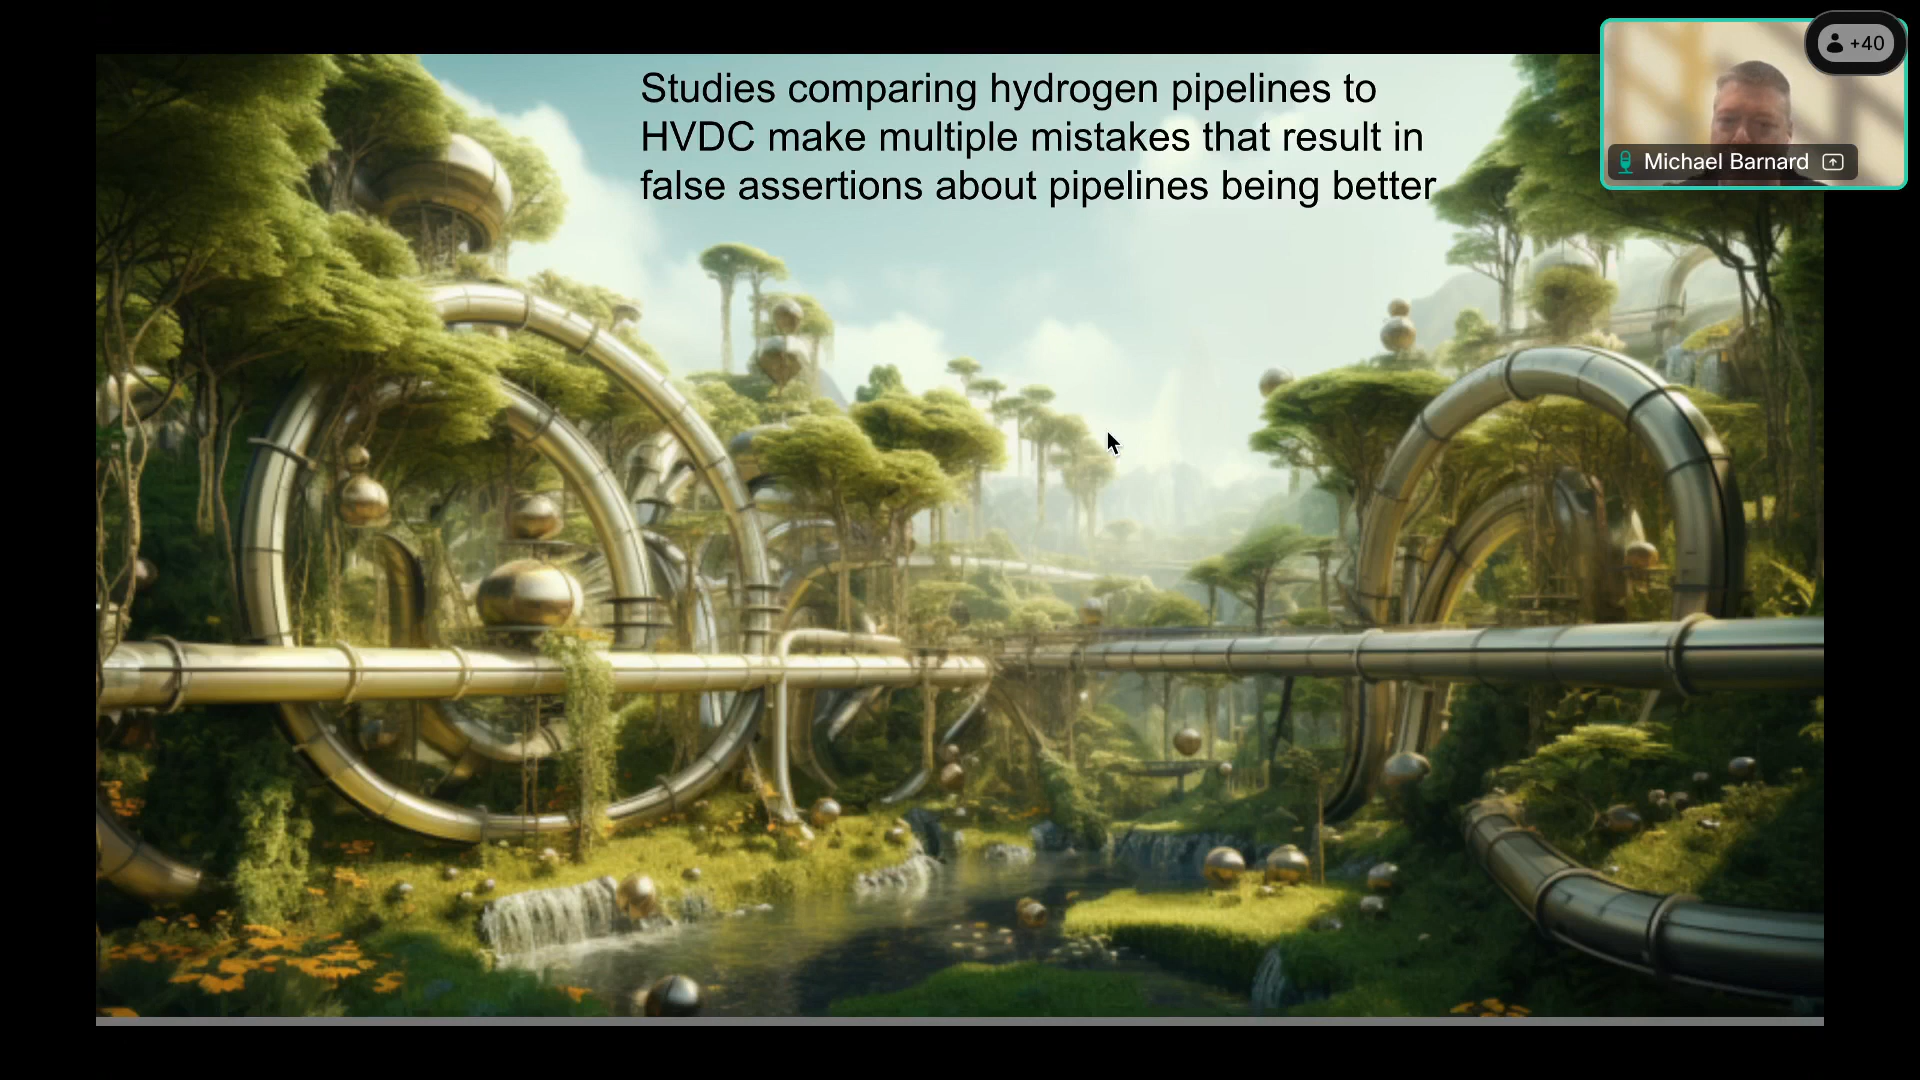 Studies comparing hydrogen pipelines to
HVDC make multiple mistakes that result in
false assertions about pipelines being better
+40
Michael Barnard